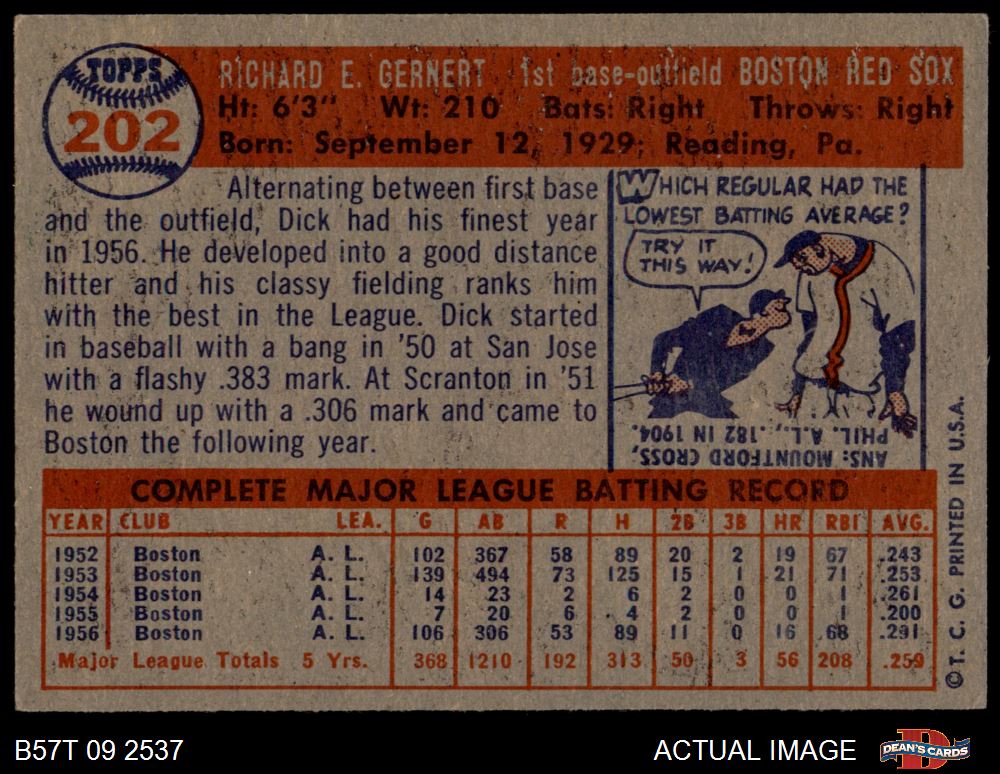 TOPPS
202
RICHARD E. GERNERT 1st base-outfield BOSTON RED SOX
Ht: 6'3" Wt: 210 Bats: Right Throws: Right
Born: September 12, 1929; Reading, Pa.
Alternating between first base
and the outfield, Dick had his finest year
in 1956. He developed into a good distance
hitter and his classy fielding ranks him
with the best in the League. Dick started
in baseball with a bang in '50 at San Jose
with a flashy .383 mark. At Scranton in '51
he wound up with a .306 mark and came to
Boston the following year.
WHICH REGULAR HAD THE
LOWEST BATTING AVERAGE?
TRY IT
THIS WAY!
ANS: MOUNTFORD CROSS,
PHIL. A.L., .182 IN 1904.
COMPLETE MAJOR LEAGUE BATTING RECORD
YEAR CLUB LEA. G AB R H 2B 3B HR RBI AVG.
1952 Boston A. L. 102 367 58 89 20 2 19 67 .243
1953 Boston A. L. 139 494 73 125 15 1 21 71 .253
1954 Boston A. L. 14 23 2 6 2 0 0 1 .261
1955 Boston A. L. 7 20 6 4 2 0 0 1 .200
1956 Boston A. L. 106 306 53 89 11 0 16 68 .291
Major League Totals 5 Yrs. 368 1210 192 313 50 3 56 208 .259
©T. C. G. PRINTED IN U.S.A.
B57T 09 2537
ACTUAL IMAGE
DEAN'S CARDS